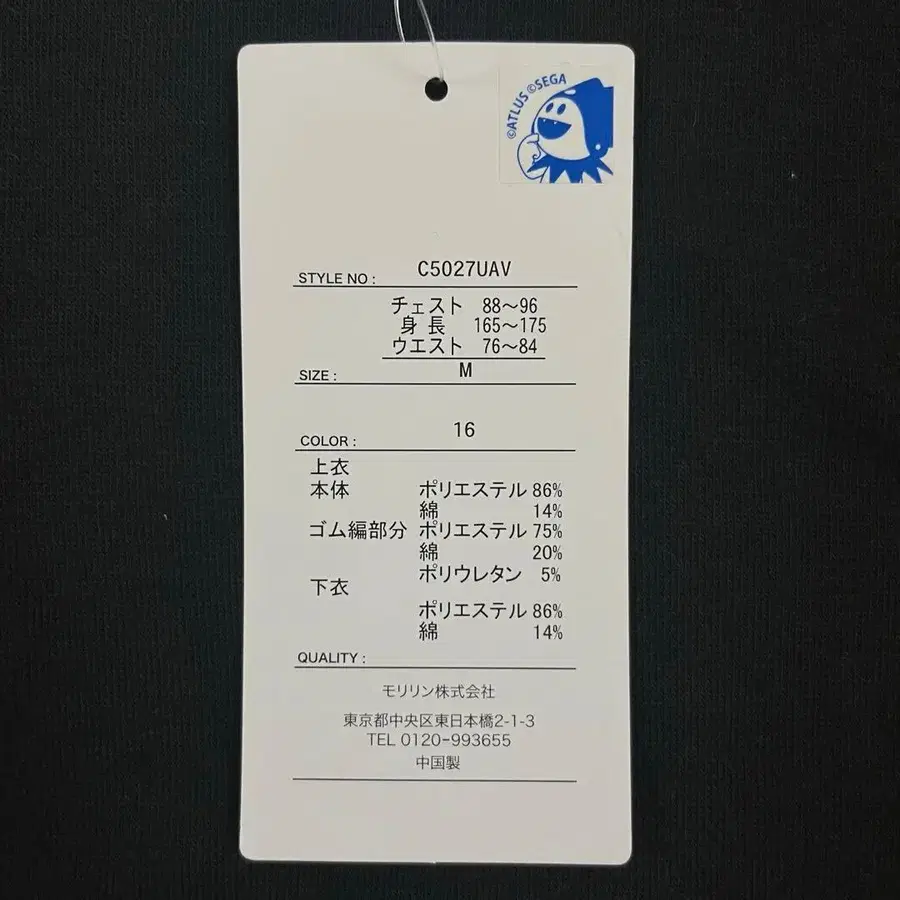 ©ATLUS ©SEGA
STYLE NO : C5027UAV
チェスト 88～96
身 長 165～175
ウエスト 76～84
SIZE : M
COLOR : 16
上衣
本体 ポリエステル 86%
綿 14%
ゴム編部分 ポリエステル 75%
綿 20%
ポリウレタン 5%
下衣
ポリエステル 86%
綿 14%
QUALITY :
モリリン株式会社
東京都中央区東日本橋2-1-3
TEL 0120-993655
中国製